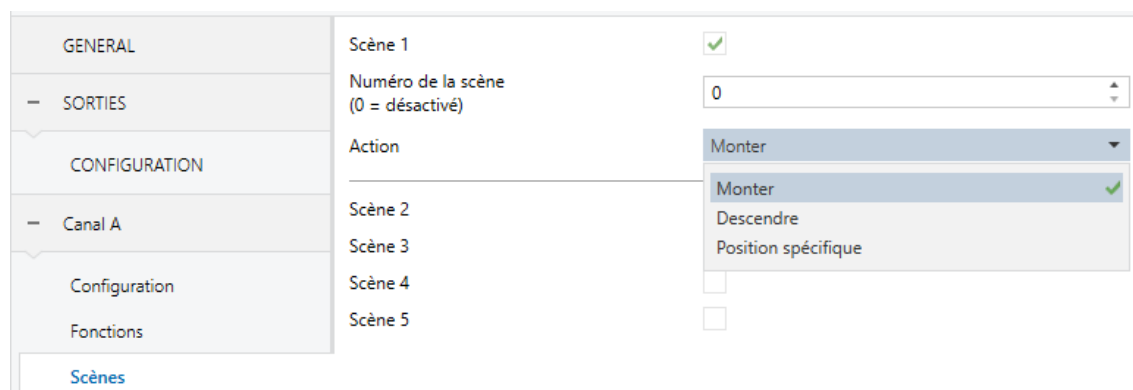 GENERAL
SORTIES
CONFIGURATION
Canal A
Configuration
Fonctions
Scènes
Scène 1
Numéro de la scène
(0 = désactivé)
0
Action
Monter
Monter
Descendre
Position spécifique
Scène 2
Scène 3
Scène 4
Scène 5